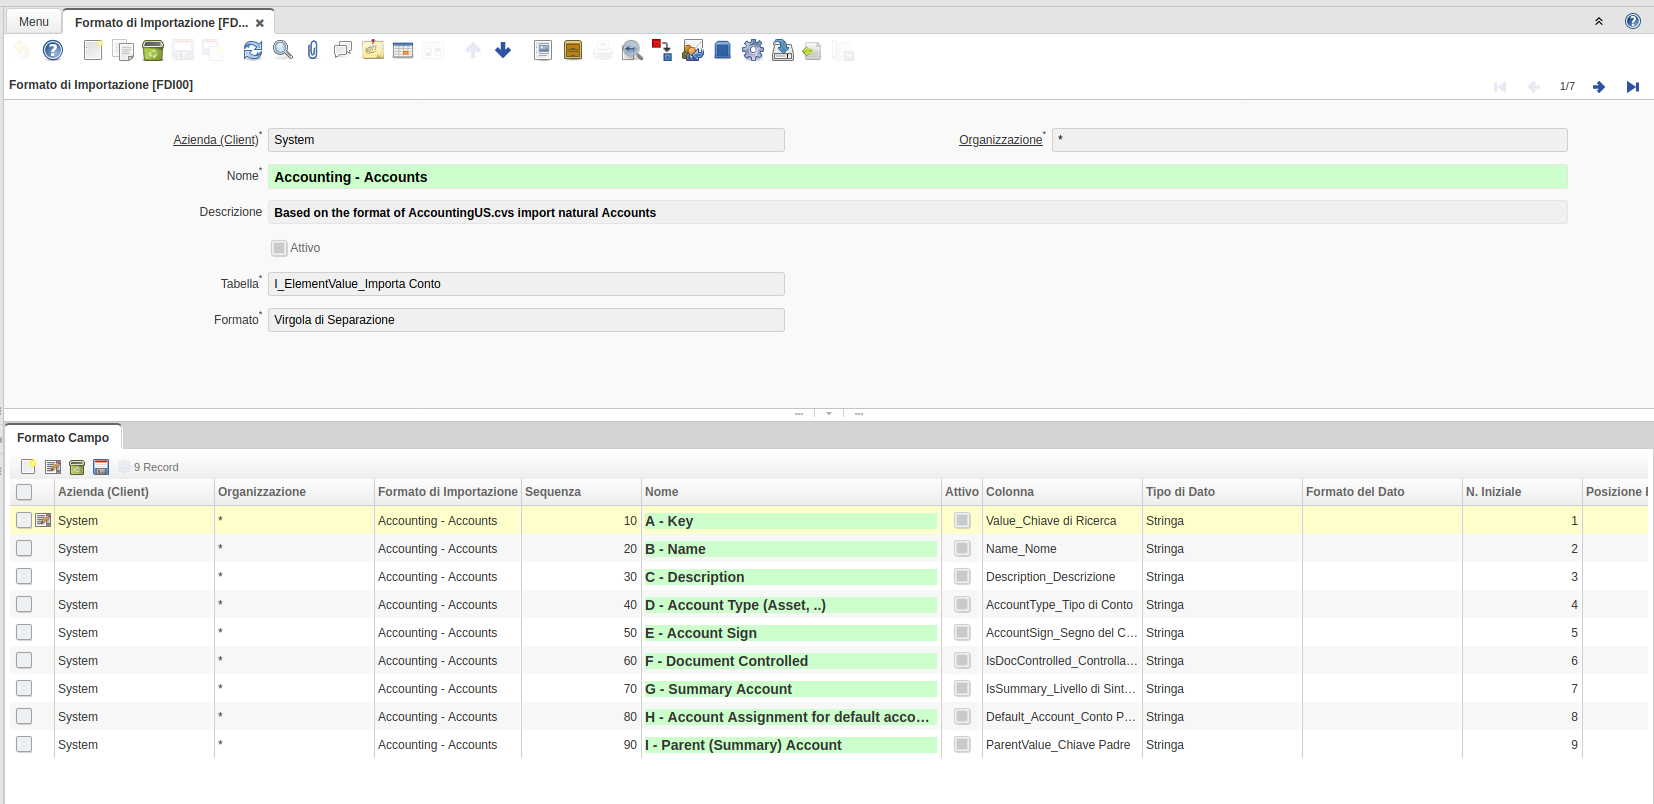 Menu
Formato di Importazione [FD...
Formato di Importazione [FDI00]
1/7
Azienda (Client)* System
Organizzazione* *
Nome* Accounting - Accounts
Descrizione Based on the format of AccountingUS.cvs import natural Accounts
Attivo
Tabella* I_ElementValue_Importa Conto
Formato* Virgola di Separazione
Formato Campo
9 Record
Azienda (Client) Organizzazione Formato di Importazione Sequenza Nome Attivo Colonna Tipo di Dato Formato del Dato N. Iniziale Posizione
System * Accounting - Accounts 10 A - Key Value_Chiave di Ricerca Stringa 1
System * Accounting - Accounts 20 B - Name Name_Nome Stringa 2
System * Accounting - Accounts 30 C - Description Description_Descrizione Stringa 3
System * Accounting - Accounts 40 D - Account Type (Asset, ..) AccountType_Tipo di Conto Stringa 4
System * Accounting - Accounts 50 E - Account Sign AccountSign_Segno del C... Stringa 5
System * Accounting - Accounts 60 F - Document Controlled IsDocControlled_Controlla... Stringa 6
System * Accounting - Accounts 70 G - Summary Account IsSummary_Livello di Sint... Stringa 7
System * Accounting - Accounts 80 H - Account Assignment for default acco... Default_Account_Conto P... Stringa 8
System * Accounting - Accounts 90 I - Parent (Summary) Account ParentValue_Chiave Padre Stringa 9